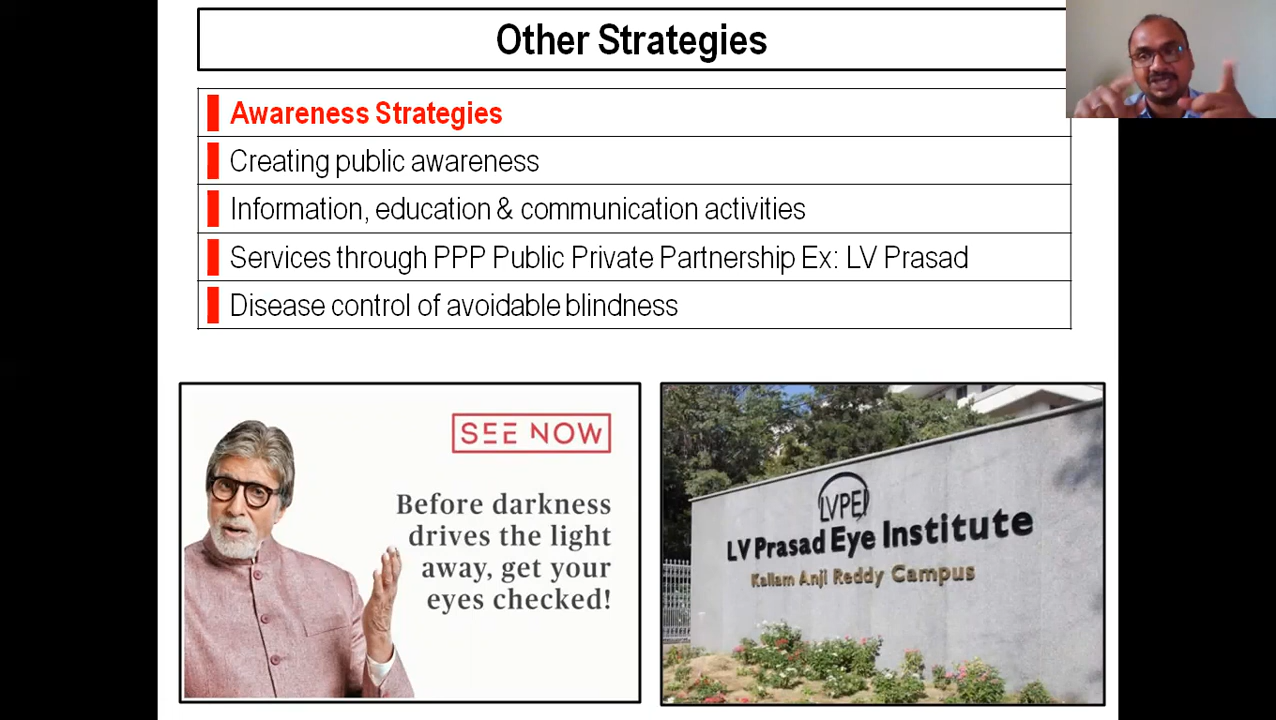 Other Strategies
Awareness Strategies
Creating public awareness
Information, education & communication activities
Services through PPP Public Private Partnership Ex: LV Prasad
Disease control of avoidable blindness
SEE NOW
Before darkness
drives the light
away, get your
eyes checked!
LVPEI
LV Prasad Eye Institute
Kallam Anji Reddy Campus